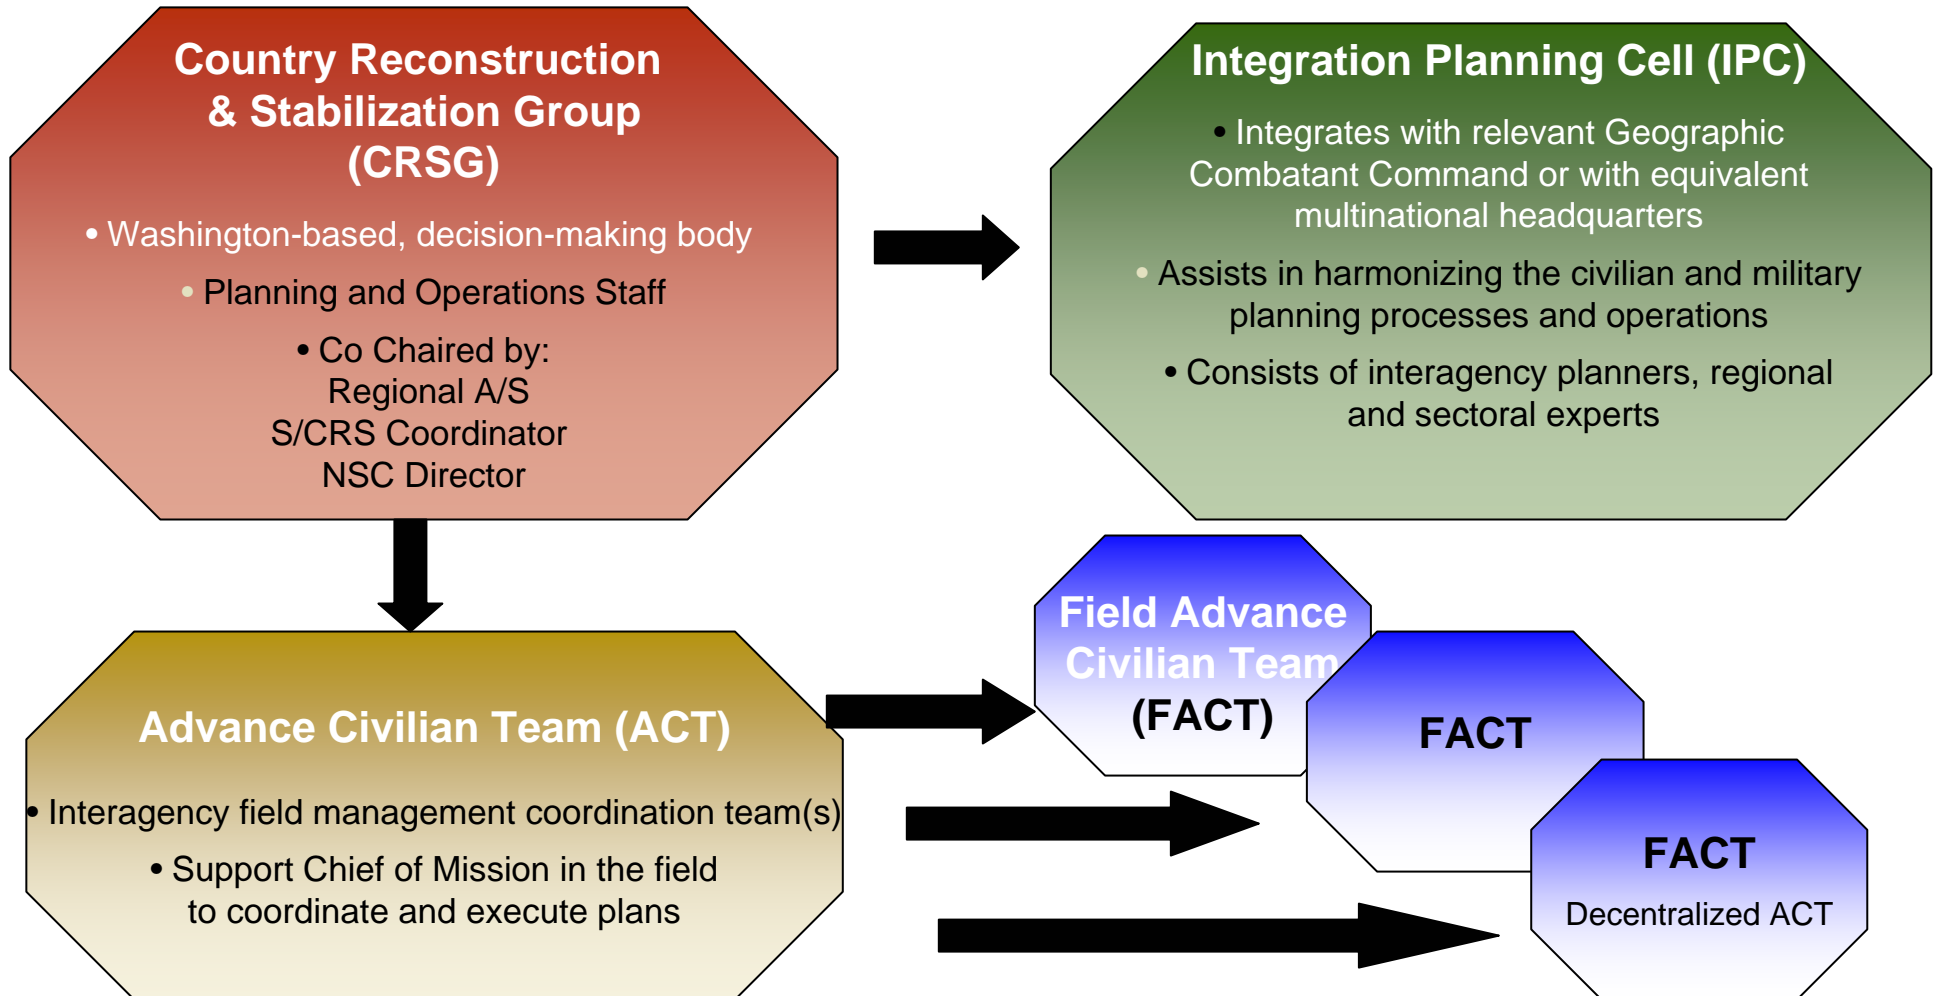 Country Reconstruction
& Stabilization Group
(CRSG)
• Washington-based, decision-making body
• Planning and Operations Staff
• Co Chaired by:
Regional A/S
S/CRS Coordinator
NSC Director
Integration Planning Cell (IPC)
• Integrates with relevant Geographic
Combatant Command or with equivalent
multinational headquarters
• Assists in harmonizing the civilian and military
planning processes and operations
• Consists of interagency planners, regional
and sectoral experts
Advance Civilian Team (ACT)
• Interagency field management coordination team(s)
• Support Chief of Mission in the field
to coordinate and execute plans
Field Advance
Civilian Team
(FACT)
FACT
FACT
Decentralized ACT